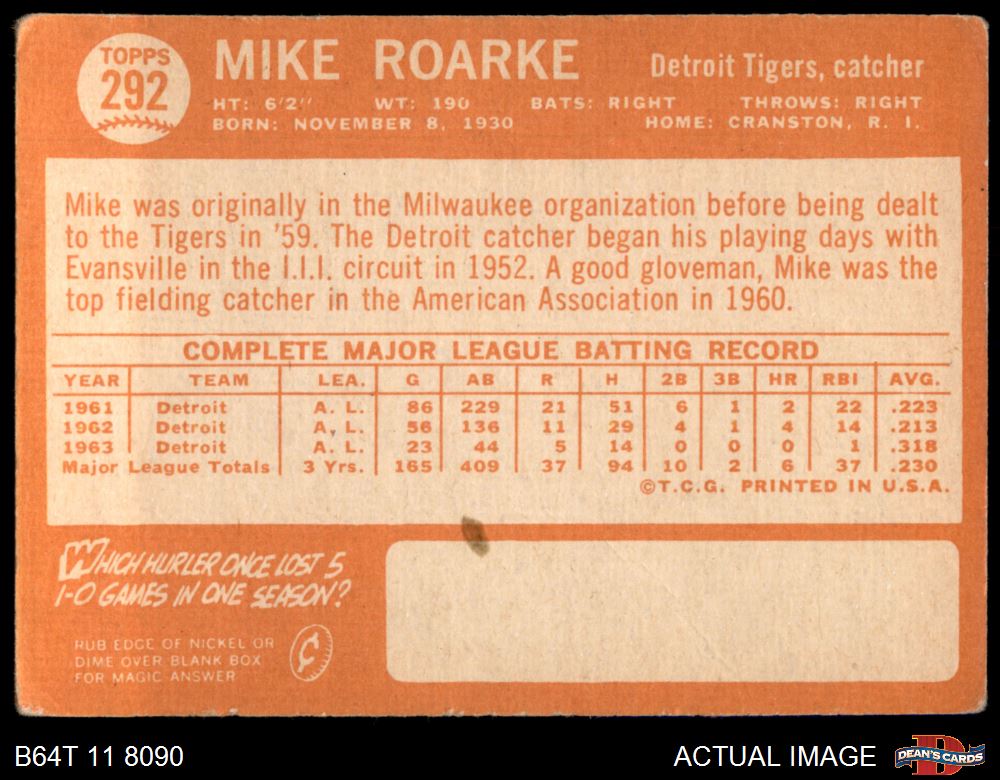 TOPPS
292
MIKE ROARKE
Detroit Tigers, catcher
HT: 6'2" WT: 190 BATS: RIGHT THROWS: RIGHT
BORN: NOVEMBER 8, 1930 HOME: CRANSTON, R. I.
Mike was originally in the Milwaukee organization before being dealt
to the Tigers in '59. The Detroit catcher began his playing days with
Evansville in the I.I.I. circuit in 1952. A good gloveman, Mike was the
top fielding catcher in the American Association in 1960.
COMPLETE MAJOR LEAGUE BATTING RECORD
YEAR TEAM LEA. G AB R H 2B 3B HR RBI AVG.
1961 Detroit A. L. 86 229 21 51 6 1 2 22 .223
1962 Detroit A. L. 56 136 11 29 4 1 4 14 .213
1963 Detroit A. L. 23 44 5 14 0 0 0 1 .318
Major League Totals 3 Yrs. 165 409 37 94 10 2 6 37 .230
©T.C.G. PRINTED IN U.S.A.
WHICH HURLER ONCE LOST 5
1-0 GAMES IN ONE SEASON?
RUB EDGE OF NICKEL OR
DIME OVER BLANK BOX
FOR MAGIC ANSWER
¢
B64T 11 8090
ACTUAL IMAGE
D
DEAN'S CARDS